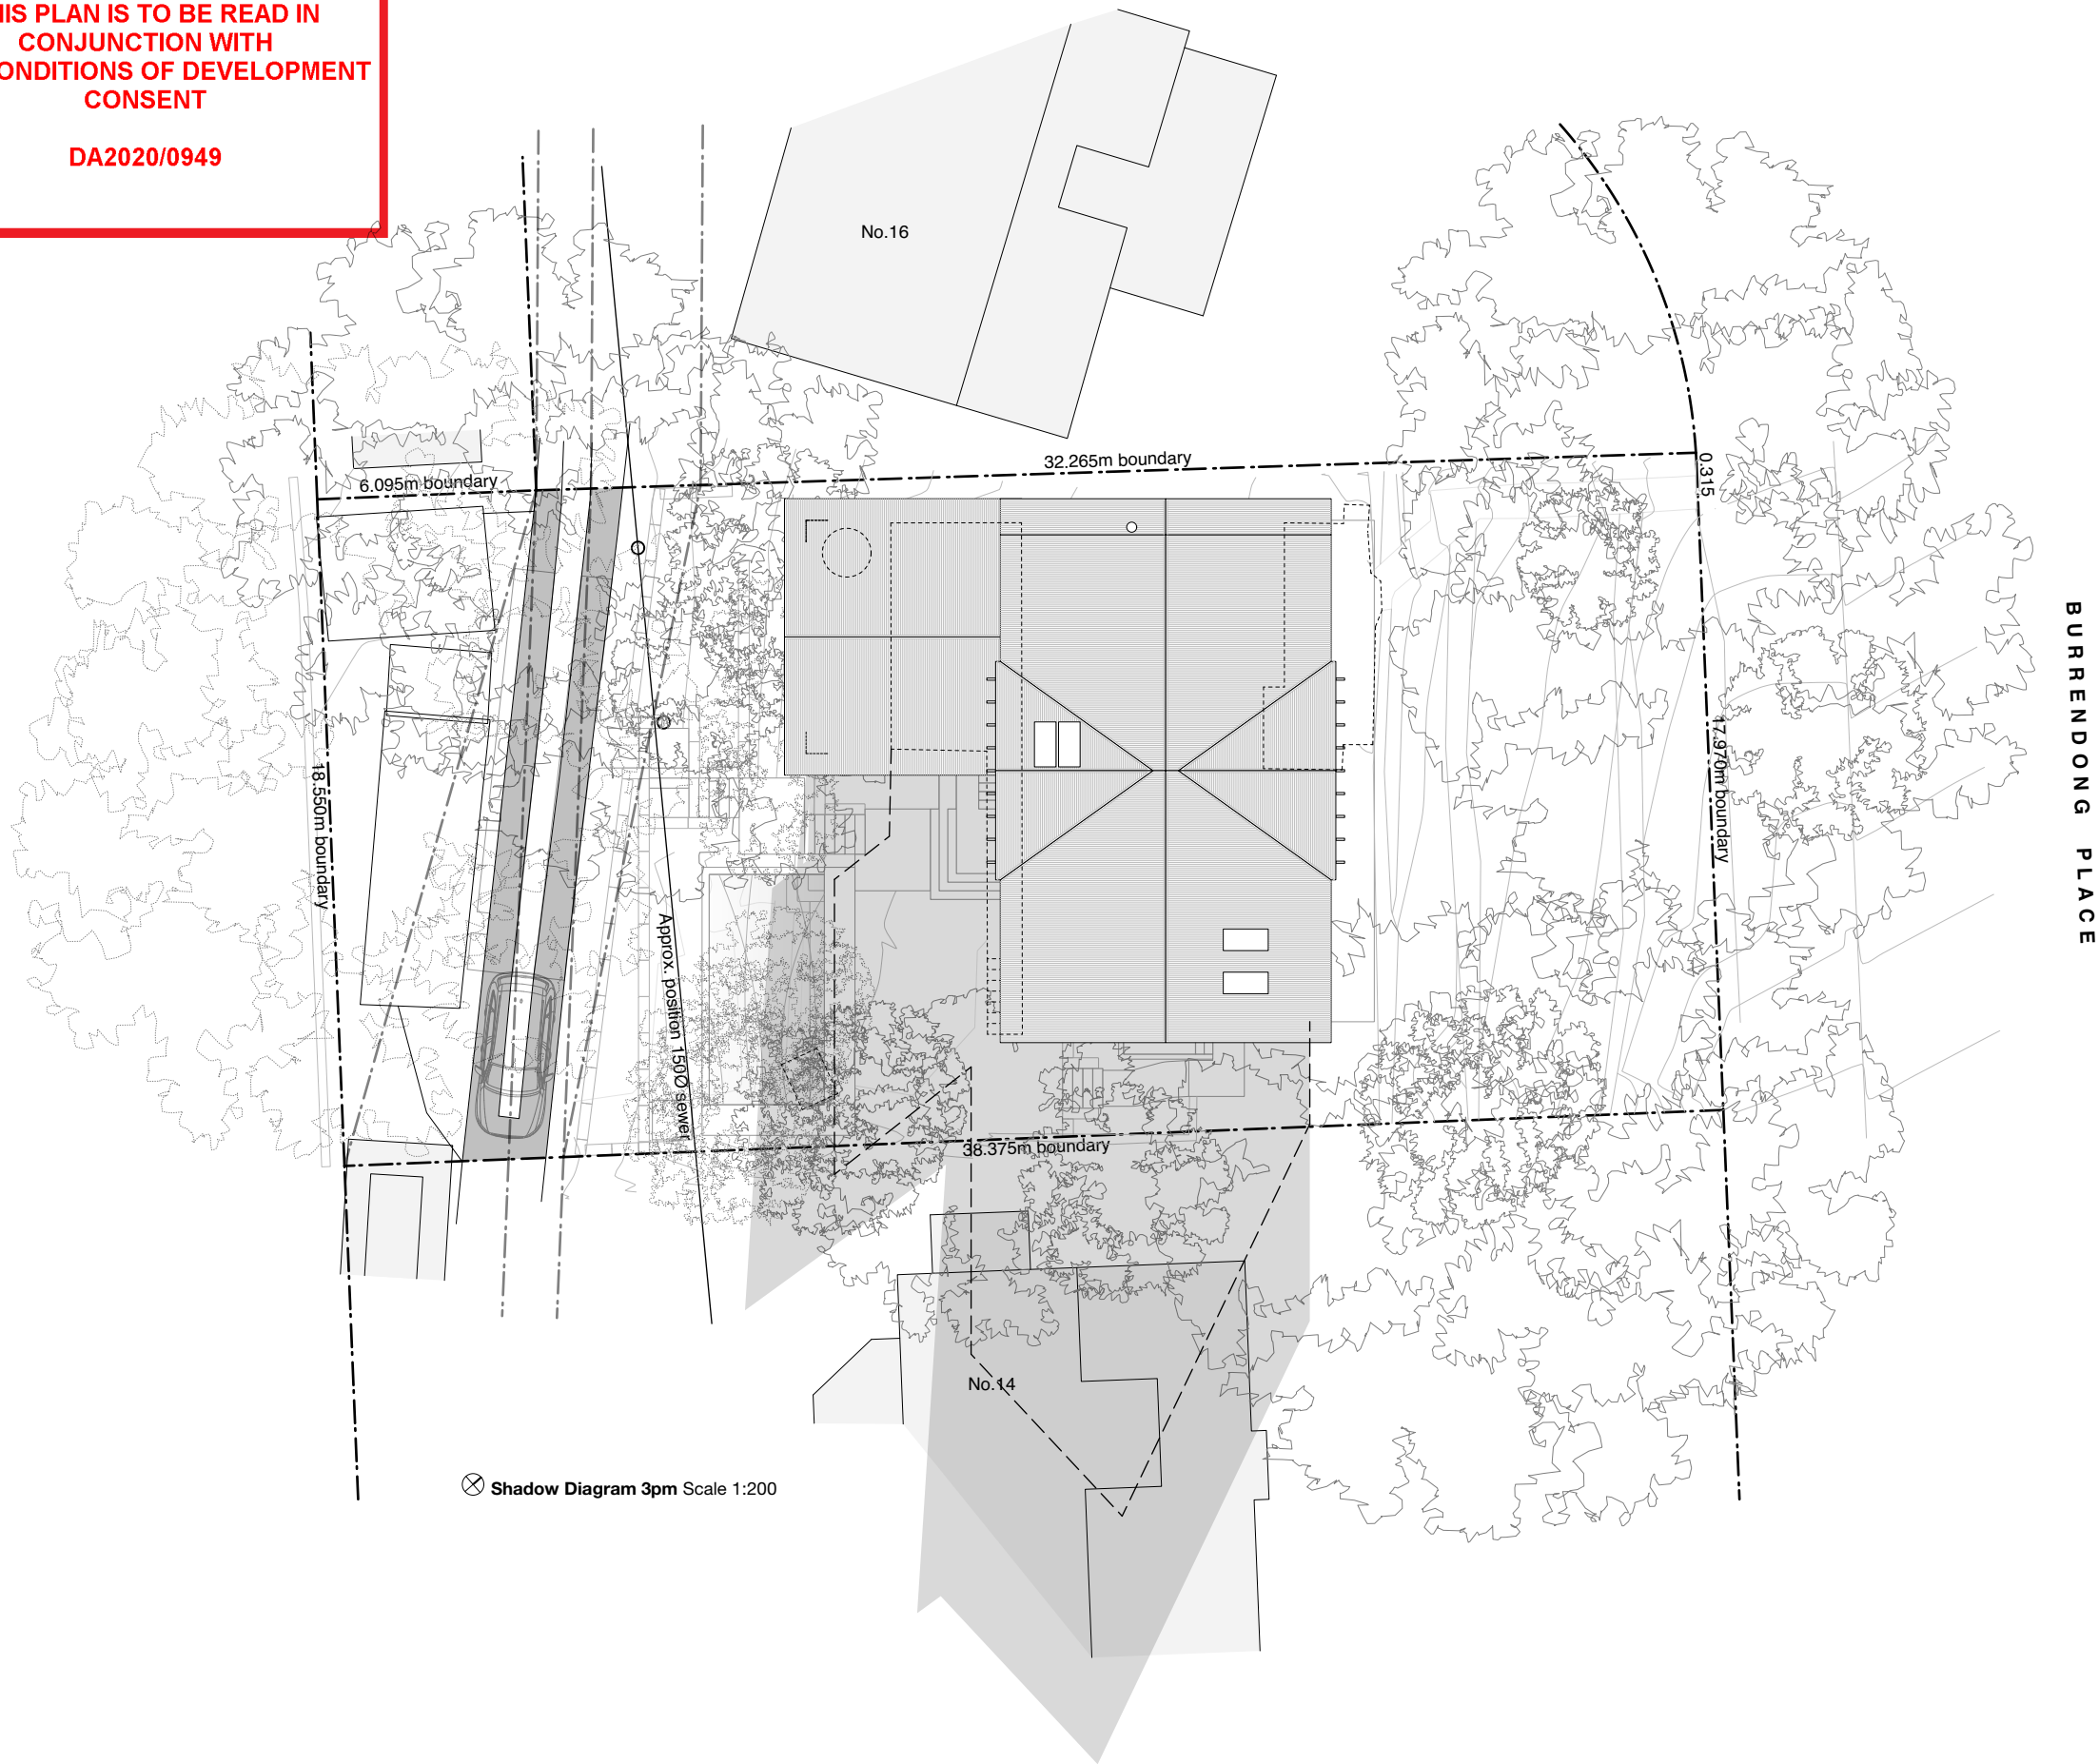 HIS PLAN IS TO BE READ IN
CONJUNCTION WITH
ONDITIONS OF DEVELOPMENT
CONSENT
DA2020/0949
No.16
32.265m boundary
0.315
6.095m boundary
BURRENDONG PLACE
17.970m boundary
18.550m boundary
Approx. position 150Ø sewer
38.375m boundary
No.14
Shadow Diagram 3pm Scale 1:200